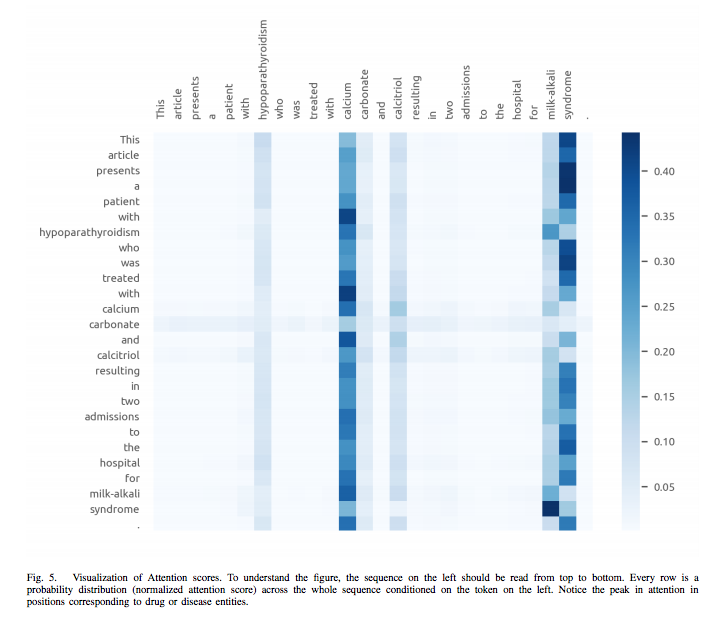 This
article
presents
a
patient
with
hypoparathyroidism
who
was
treated
with
calcium
carbonate
and
calcitriol
resulting
in
two
admissions
to
the
hospital
for
milk-alkali
syndrome
.
This
article
presents
a
patient
with
hypoparathyroidism
who
was
treated
with
calcium
carbonate
and
calcitriol
resulting
in
two
admissions
to
the
hospital
for
milk-alkali
syndrome
.
0.40
0.35
0.30
0.25
0.20
0.15
0.10
0.05
Fig. 5. Visualization of Attention scores. To understand the figure, the sequence on the left should be read from top to bottom. Every row is a
probability distribution (normalized attention score) across the whole sequence conditioned on the token on the left. Notice the peak in attention in
positions corresponding to drug or disease entities.